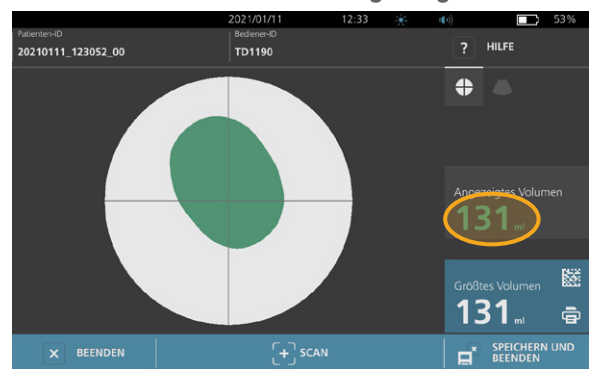 2021/01/11 12:33 53%
Patienten-ID
20210111_123052_00
Bediener-ID
TD1190
? HILFE
Angezeigtes Volumen
131 ml
Größtes Volumen
131 ml
X BEENDEN
[+] SCAN
SPEICHERN UND
BEENDEN